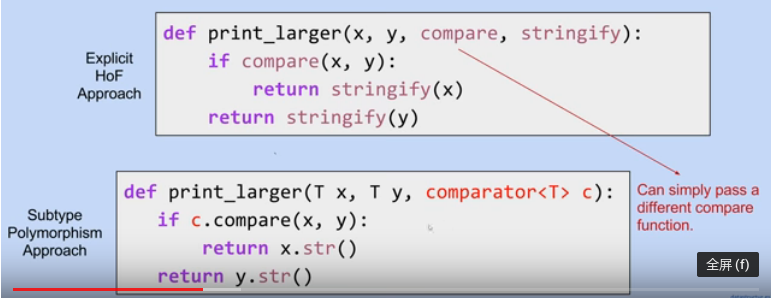 def print_larger(x, y, compare, stringify):
if compare(x, y):
return stringify(x)
return stringify(y)
Explicit
HoF
Approach
def print_larger(T x, T y, comparator<T> c):
if c.compare(x, y):
return x.str()
return y.str()
Subtype
Polymorphism
Approach
Can simply pass a
different compare
function.
全屏 (f)